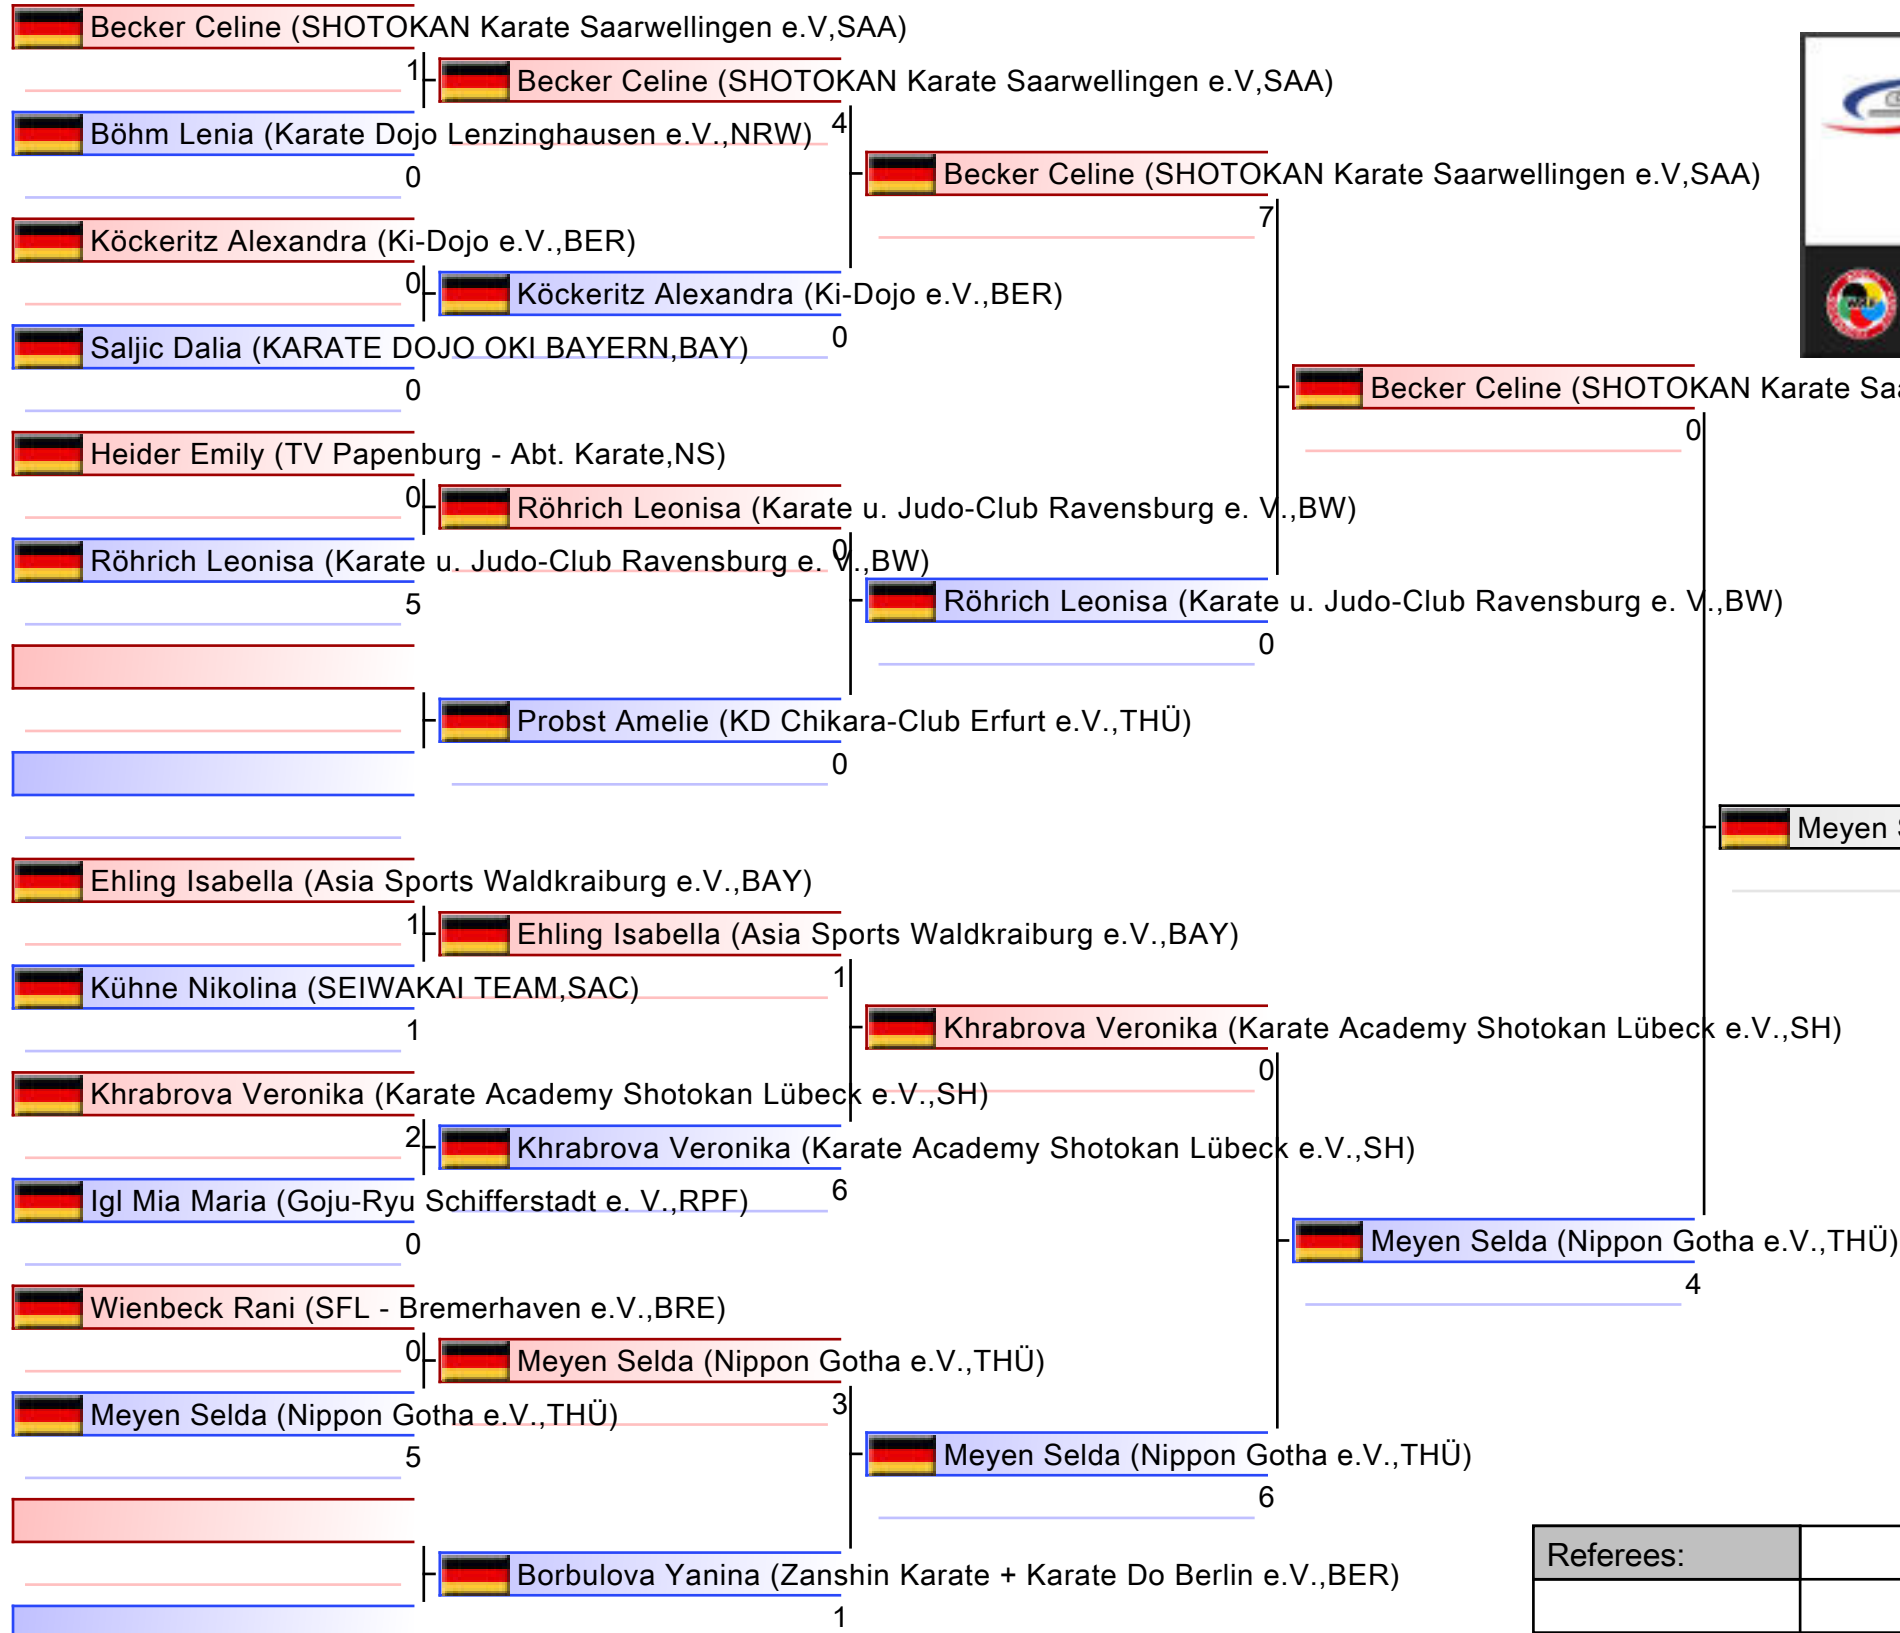 Becker Celine (SHOTOKAN Karate Saarwellingen e.V,SAA)
1
Becker Celine (SHOTOKAN Karate Saarwellingen e.V,SAA)
Böhm Lenia (Karate Dojo Lenzinghausen e.V.,NRW)
4
0
Becker Celine (SHOTOKAN Karate Saarwellingen e.V,SAA)
7
Köckeritz Alexandra (Ki-Dojo e.V.,BER)
0
Köckeritz Alexandra (Ki-Dojo e.V.,BER)
Saljic Dalia (KARATE DOJO OKI BAYERN,BAY)
0
0
Becker Celine (SHOTOKAN Karate Saa
0
Heider Emily (TV Papenburg - Abt. Karate,NS)
0
Röhrich Leonisa (Karate u. Judo-Club Ravensburg e. V.,BW)
Röhrich Leonisa (Karate u. Judo-Club Ravensburg e. V.,BW)
0
5
Röhrich Leonisa (Karate u. Judo-Club Ravensburg e. V.,BW)
0
Probst Amelie (KD Chikara-Club Erfurt e.V.,THÜ)
0
Meyen
Ehling Isabella (Asia Sports Waldkraiburg e.V.,BAY)
1
Ehling Isabella (Asia Sports Waldkraiburg e.V.,BAY)
Kühne Nikolina (SEIWAKAI TEAM,SAC)
1
1
Khrabrova Veronika (Karate Academy Shotokan Lübeck e.V.,SH)
0
Khrabrova Veronika (Karate Academy Shotokan Lübeck e.V.,SH)
2
Khrabrova Veronika (Karate Academy Shotokan Lübeck e.V.,SH)
Igl Mia Maria (Goju-Ryu Schifferstadt e. V.,RPF)
6
0
Meyen Selda (Nippon Gotha e.V.,THÜ)
4
Wienbeck Rani (SFL - Bremerhaven e.V.,BRE)
0
Meyen Selda (Nippon Gotha e.V.,THÜ)
Meyen Selda (Nippon Gotha e.V.,THÜ)
3
5
Meyen Selda (Nippon Gotha e.V.,THÜ)
6
Borbulova Yanina (Zanshin Karate + Karate Do Berlin e.V.,BER)
1
Referees: